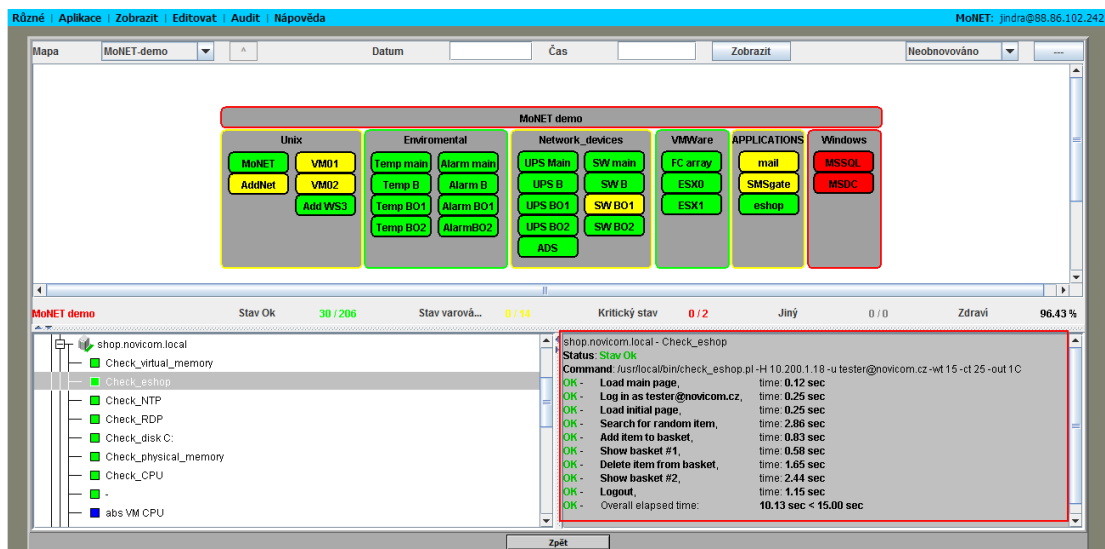 Různé | Aplikace | Zobrazit | Editovat | Audit | Nápověda MoNET: jindra@88.86.102.242
Mapa MoNET-demo ^ Datum Čas Zobrazit Neobnovováno ---
MoNET demo
Unix Enviromental Network_devices VMWare APPLICATIONS Windows
MoNET VM01 Temp main Alarm main UPS Main SW main FC array mail MSSQL
AddNet VM02 Temp B Alarm B UPS B SW B ESX0 SMSgate MSDC
Add WS3 Temp BO1 Alarm BO1 UPS BO1 SW BO1 ESX1 eshop
Temp BO2 AlarmBO2 UPS BO2 SW BO2
ADS
MoNET demo Stav Ok 30 / 206 Stav varová... 0 / 14 Kritický stav 0 / 2 Jiný 0 / 0 Zdraví 96.43 %
shop.novicom.local
Check_virtual_memory
Check_eshop
Check_NTP
Check_RDP
Check_disk C:
Check_physical_memory
Check_CPU
-
abs VM CPU
shop.novicom.local - Check_eshop
Status: Stav Ok
Command: /usr/local/bin/check_eshop.pl -H 10.200.1.18 -u tester@novicom.cz -wt 15 -ct 25 -out 1C
OK - Load main page, time: 0.12 sec
OK - Log in as tester@novicom.cz, time: 0.25 sec
OK - Load initial page, time: 0.25 sec
OK - Search for random item, time: 2.86 sec
OK - Add item to basket, time: 0.83 sec
OK - Show basket #1, time: 0.58 sec
OK - Delete item from basket, time: 1.65 sec
OK - Show basket #2, time: 2.44 sec
OK - Logout, time: 1.15 sec
OK - Overall elapsed time: 10.13 sec < 15.00 sec
Zpět